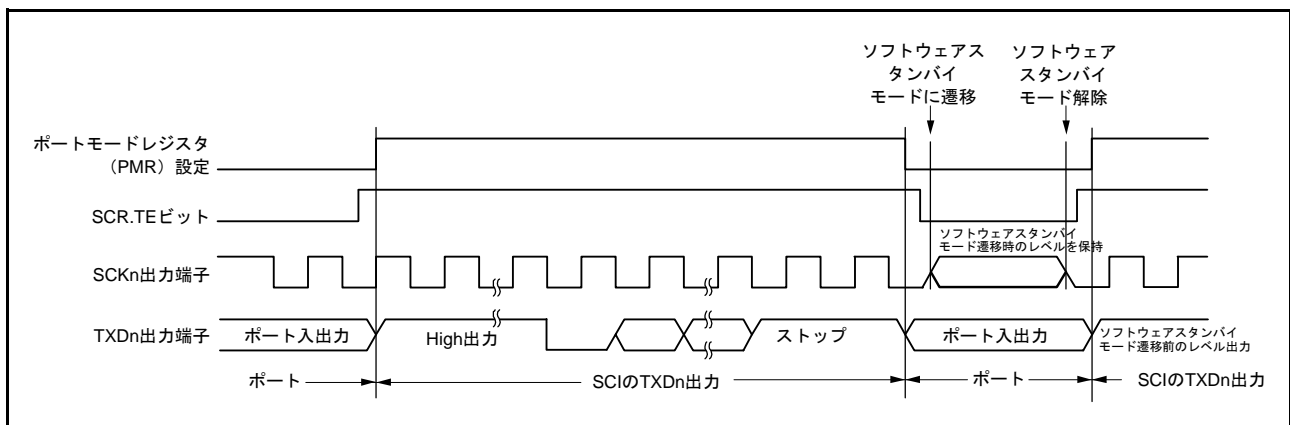 ソフトウェアス
タンバイ
モードに遷移
ソフトウェア
スタンバイ
モード解除
ポートモードレジスタ
(PMR)設定
SCR.TEビット
ソフトウェアスタンバイ
モード遷移時のレベルを保持
SCKn出力端子
TXDn出力端子
ポート入出力
High出力
ストップ
ポート入出力
ソフトウェアスタンバイ
モード遷移前のレベル出力
ポート
SCIのTXDn出力
ポート
SCIのTXDn出力